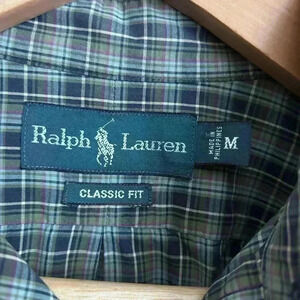 Ralph Lauren
M
MADE IN
PHILIPPINES
CLASSIC FIT